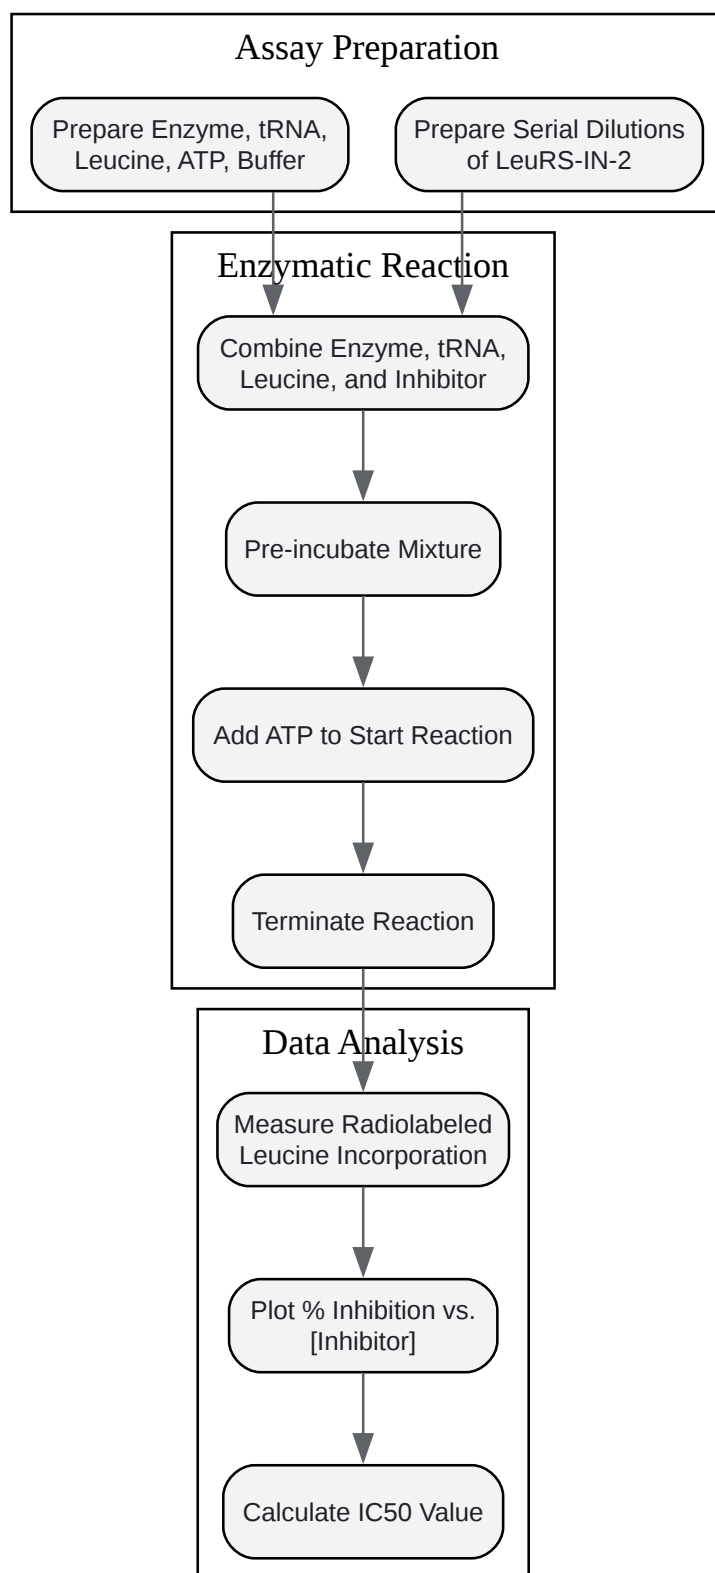 Assay Preparation
Prepare Enzyme, tRNA,
Leucine, ATP, Buffer
Prepare Serial Dilutions
of LeuRS-IN-2
Enzymatic Reaction
Combine Enzyme, tRNA,
Leucine, and Inhibitor
Pre-incubate Mixture
Add ATP to Start Reaction
Terminate Reaction
Data Analysis
Measure Radiolabeled
Leucine Incorporation
Plot % Inhibition vs.
[Inhibitor]
Calculate IC50 Value